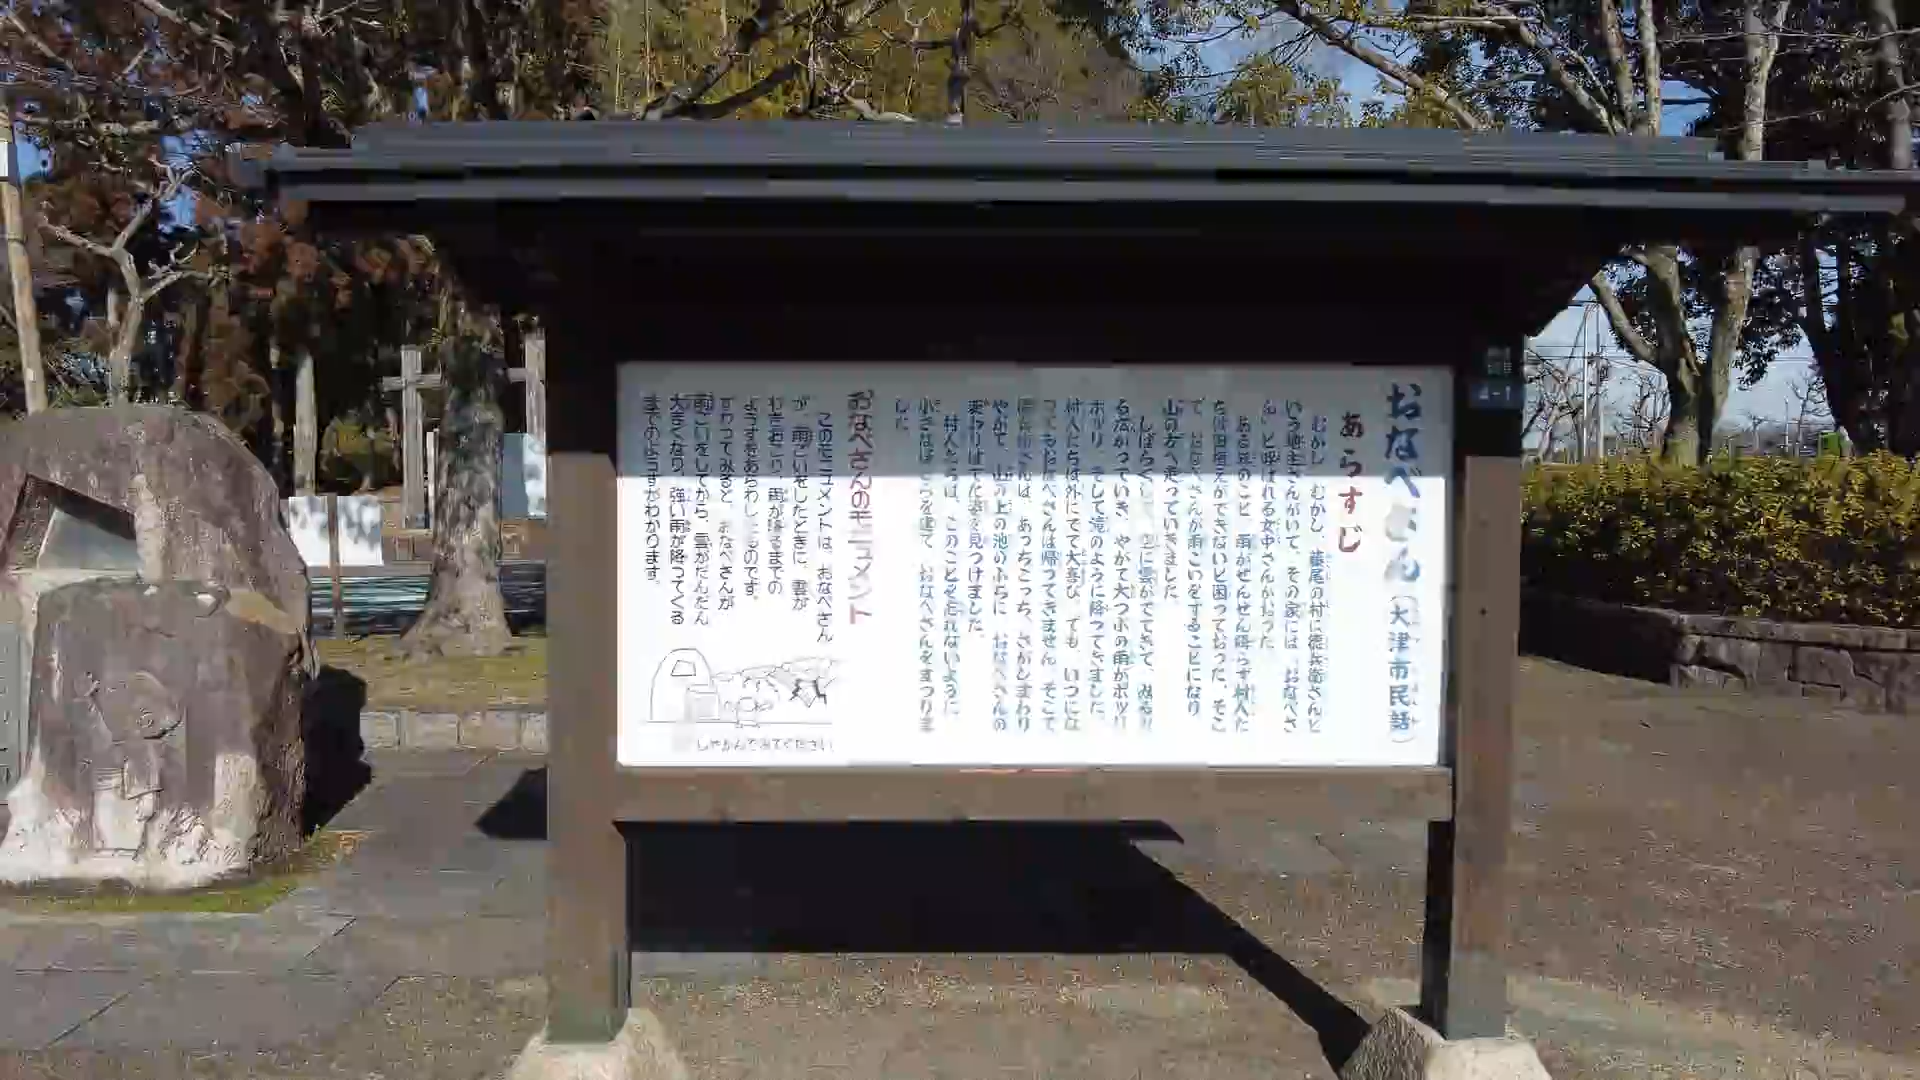 おなべさん(大津市民話)
あらすじ
むかし、むかし、藤尾の村に徳兵衛さんと
いう地主さんがいて、その家には「おなべさ
ん」と呼ばれる女中さんがおった。
ある年のこと、雨がぜんぜん降らず村人た
ちは田植えができないと困っておった。そこ
で、おなべさんが雨ごいをすることになり
山の方へ走っていきました。
しばらく 空に雲がでてきて、
る広がっていき、やがて大つぶの雨がポツリ
ポツリ、そして滝のように降ってきました。
村人たちは外にでて大喜び、でも、いつにな
ってもおなべさんは帰ってきません。そこで
徳兵衛さんは、あっちこっち、さがしまわり
やがて、山の上の池のふちに、おなべさんの
変わりはてた姿を見つけました。
村人たちは、このことを忘れないように
小さなほこらを建て、おなべさんをまつりま
した。
おなべさんのモニュメント
このモニュメントは、おなべさん
が、雨ごいをしたときに、雲が
わきおこり、雨が降るまでの
ようすをあらわしたものです。
すわってみると、おなべさんが
雨ごいをしてから、雲がだんだん
大きくなり、強い雨が降ってくる
までのようすがわかります。
しゃがんでみてください
4-1